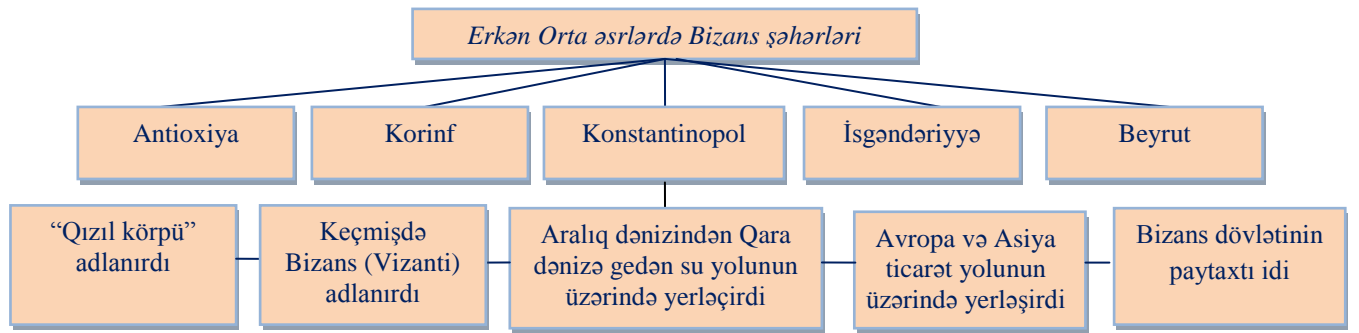 Erkən Orta əsrlərdə Bizans şəhərləri
Antioxiya
Korinf
Konstantinopol
İsgəndəriyyə
Beyrut
“Qızıl körpü”
adlanırdı
Keçmişdə
Bizans (Vizanti)
adlanırdı
Aralıq dənizindən Qara
dənizə gedən su yolunun
üzərində yerləçirdi
Avropa və Asiya
ticarət yolunun
üzərində yerləşirdi
Bizans dövlətinin
paytaxtı idi